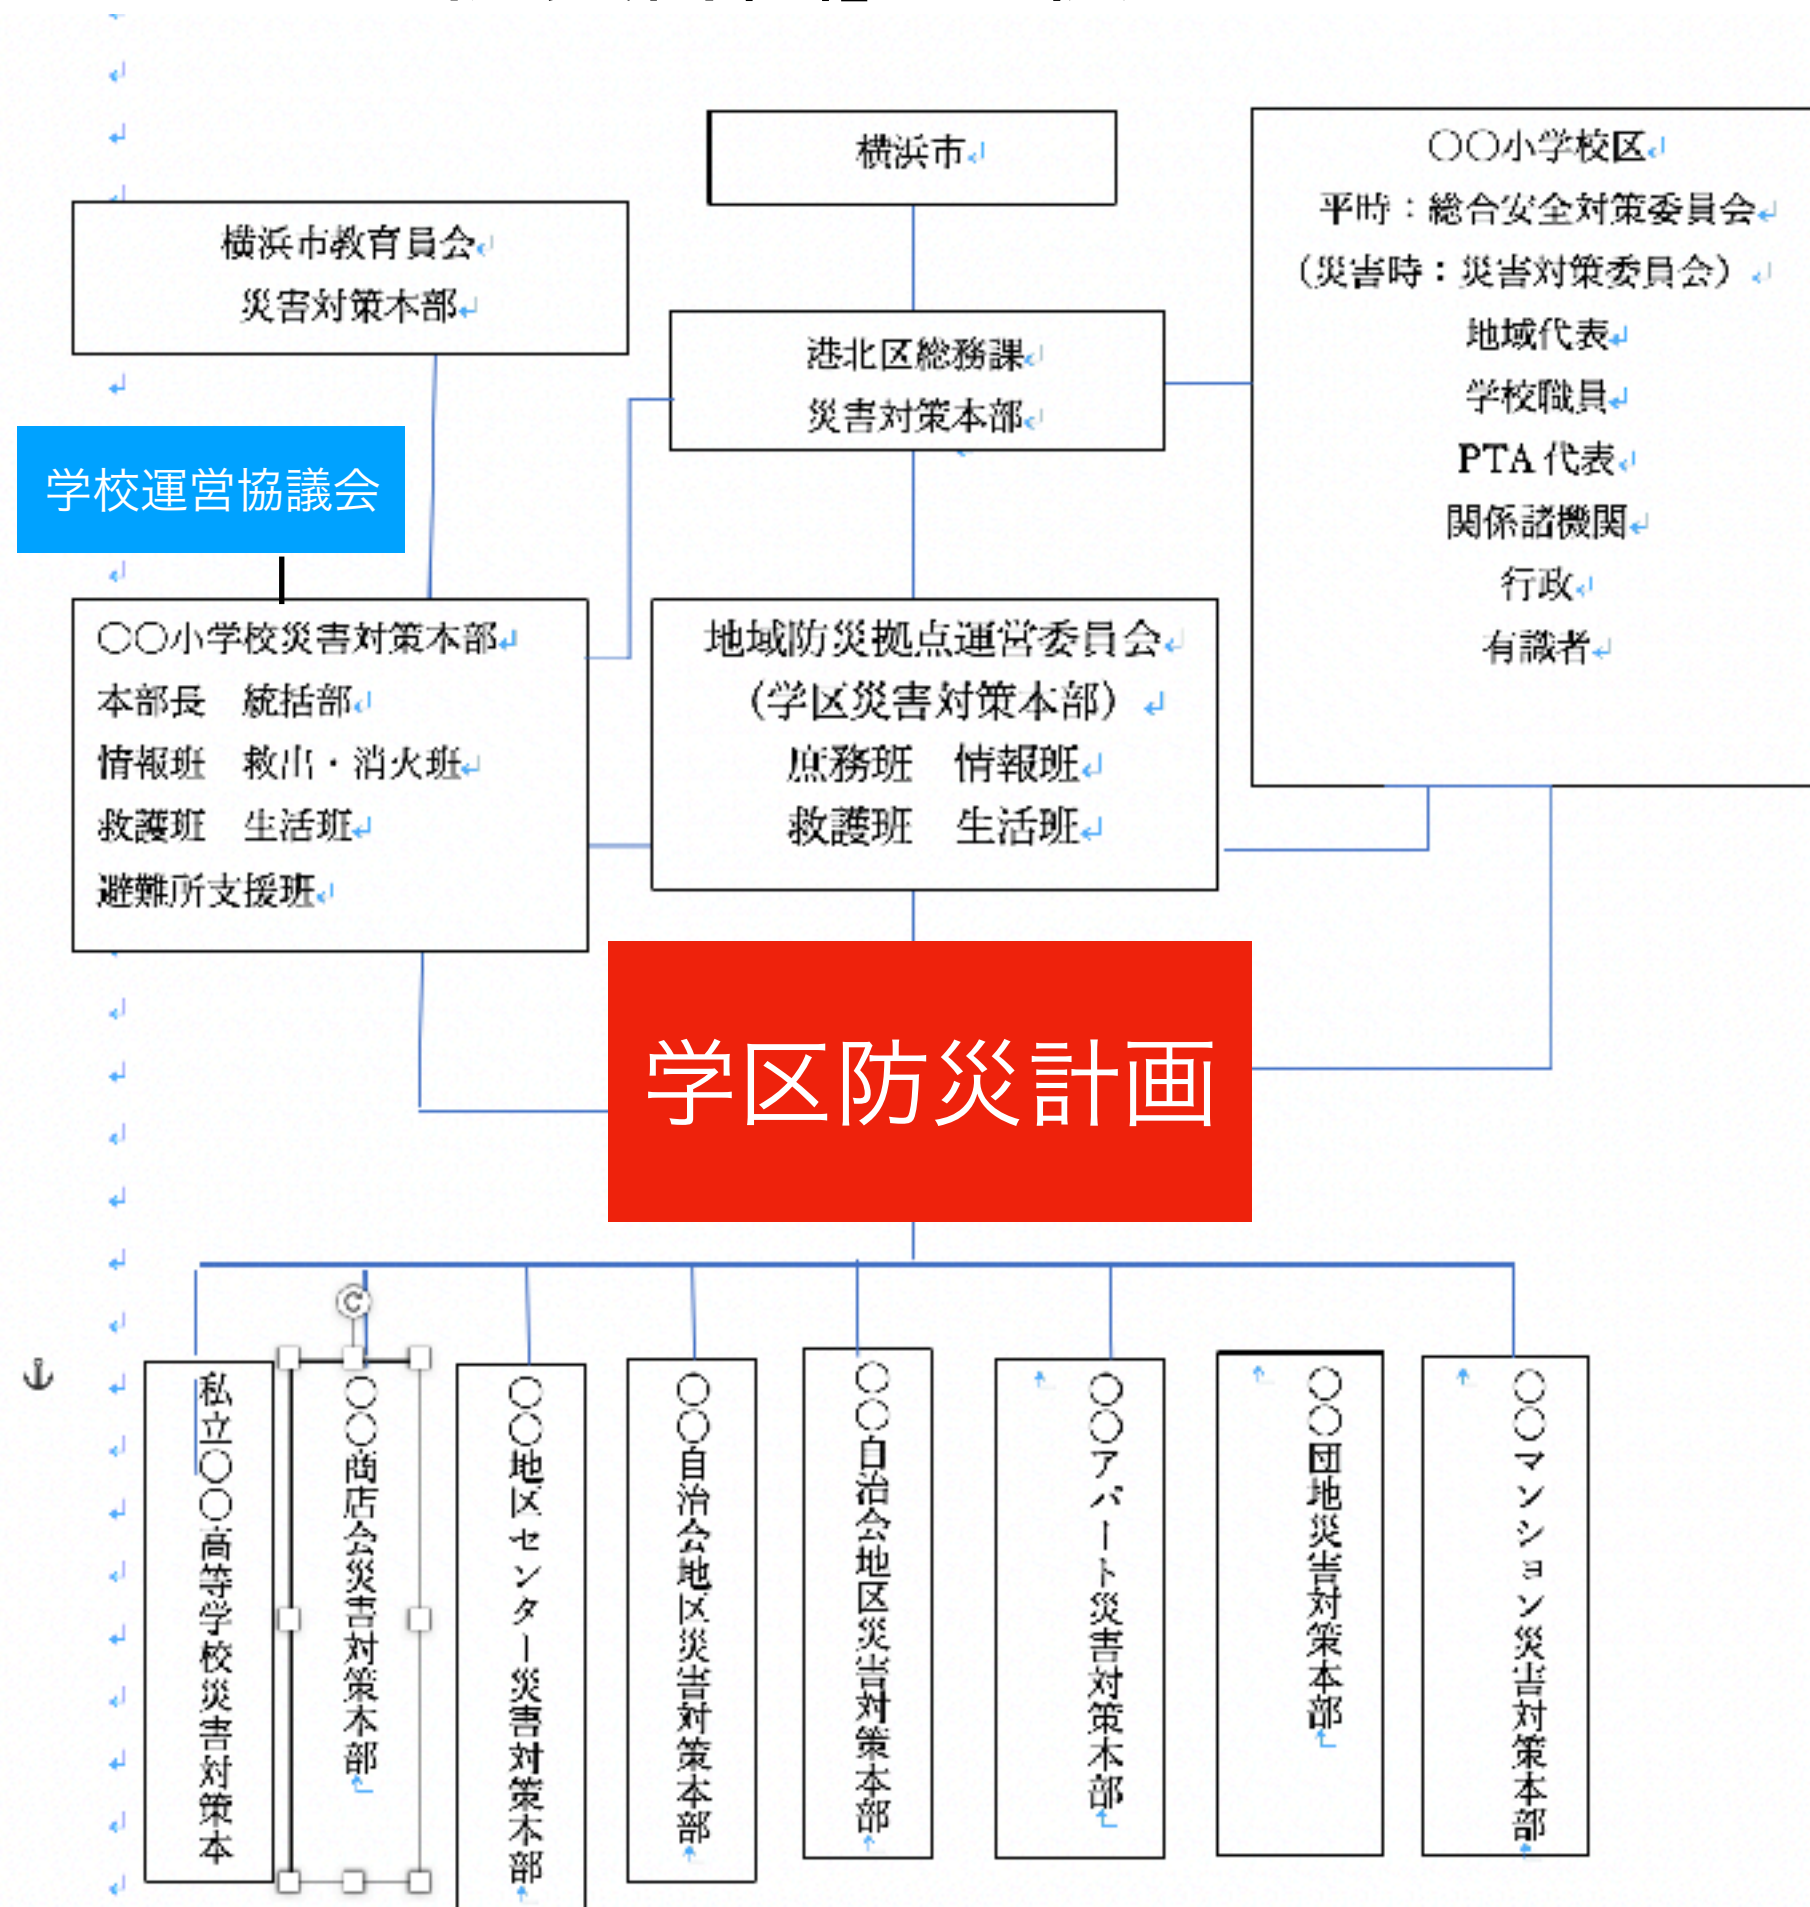 横浜市
横浜市教育員会
災害対策本部
港北区総務課
災害対策本部
〇〇小学校区
平時：総合安全対策委員会
（災害時：災害対策委員会）
地域代表
学校職員
PTA 代表
関係諸機関
行政
有識者
学校運営協議会
〇〇小学校災害対策本部
本部長　統括部
情報班　救出・消火班
救護班　生活班
避難所支援班
地域防災拠点運営委員会
（学区災害対策本部）
庶務班　情報班
救護班　生活班
学区防災計画
私立〇〇高等学校災害対策本
〇〇商店会災害対策本部
〇〇地区センター災害対策本部
〇〇自治会地区災害対策本部
〇〇自治会地区災害対策本部
〇〇アパート災害対策本部
〇〇団地災害対策本部
〇〇マンション災害対策本部